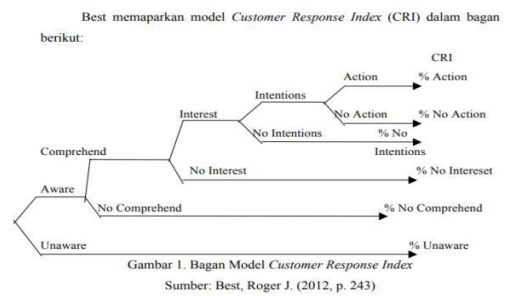 Best memaparkan model Customer Response Index (CRI) dalam bagan
berikut:
CRI
Action % Action
Intentions
No Action % No Action
Interest
No Intentions % No
Intentions
Comprehend
No Interest % No Intereset
Aware
No Comprehend % No Comprehend
Unaware % Unaware
Gambar 1. Bagan Model Customer Response Index
Sumber: Best, Roger J. (2012, p. 243)